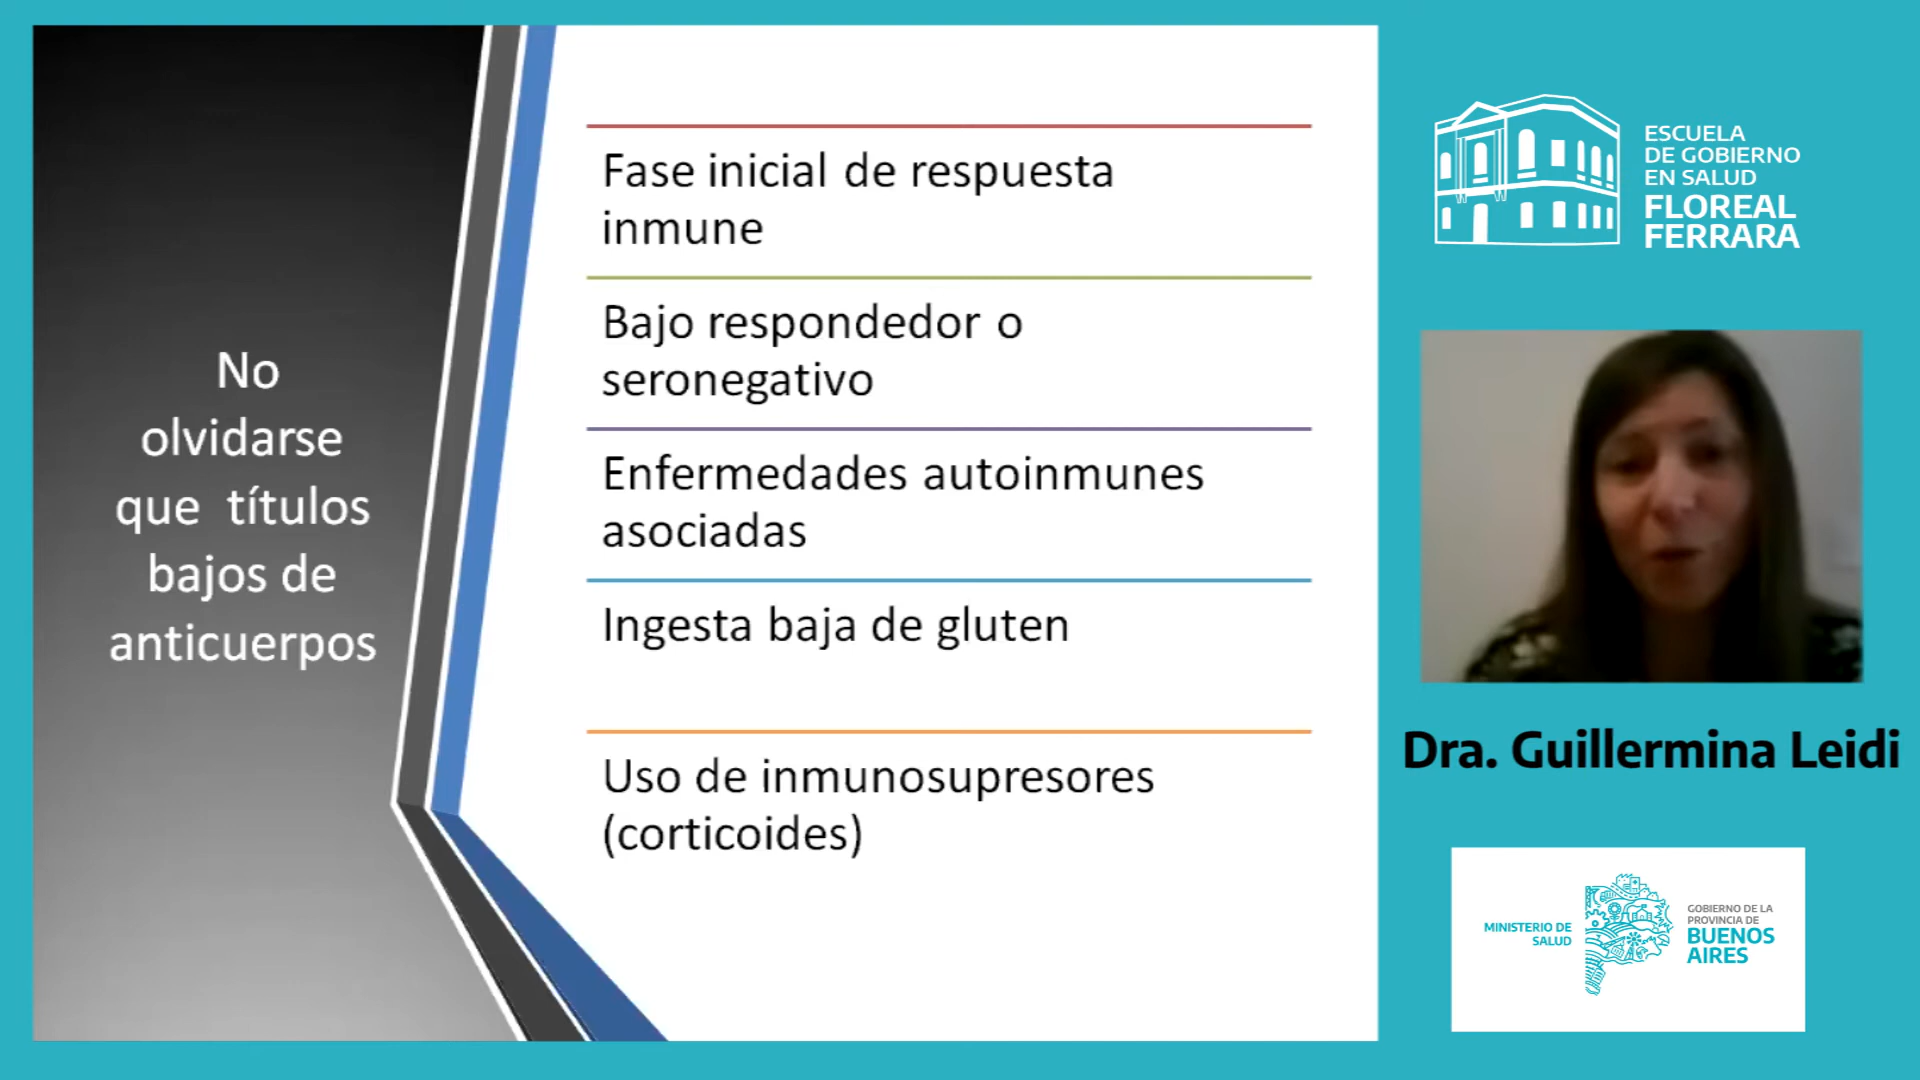 No
olvidarse
que títulos
bajos de
anticuerpos
Fase inicial de respuesta
inmune
Bajo respondedor o
seronegativo
Enfermedades autoinmunes
asociadas
Ingesta baja de gluten
Uso de inmunosupresores
(corticoides)
ESCUELA
DE GOBIERNO
EN SALUD
FLOREAL
FERRARA
Dra. Guillermina Leidi
MINISTERIO DE
SALUD
GOBIERNO DE LA
PROVINCIA DE
BUENOS
AIRES